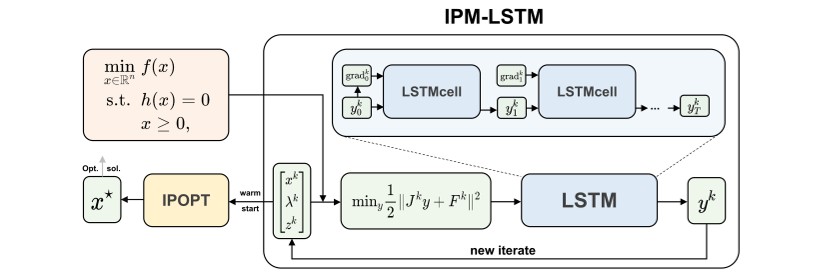 IPM-LSTM
min f(x)
x∈ℝⁿ
s.t. h(x) = 0
x ≥ 0,
grad₀ᵏ
y₀ᵏ
LSTMcell
grad₁ᵏ
y₁ᵏ
LSTMcell
...
y_Tᵏ
Opt. sol.
x*
IPOPT
warm
start
xᵏ
λᵏ
zᵏ
min_y 1/2 ‖Jᵏy + Fᵏ‖²
LSTM
yᵏ
new iterate